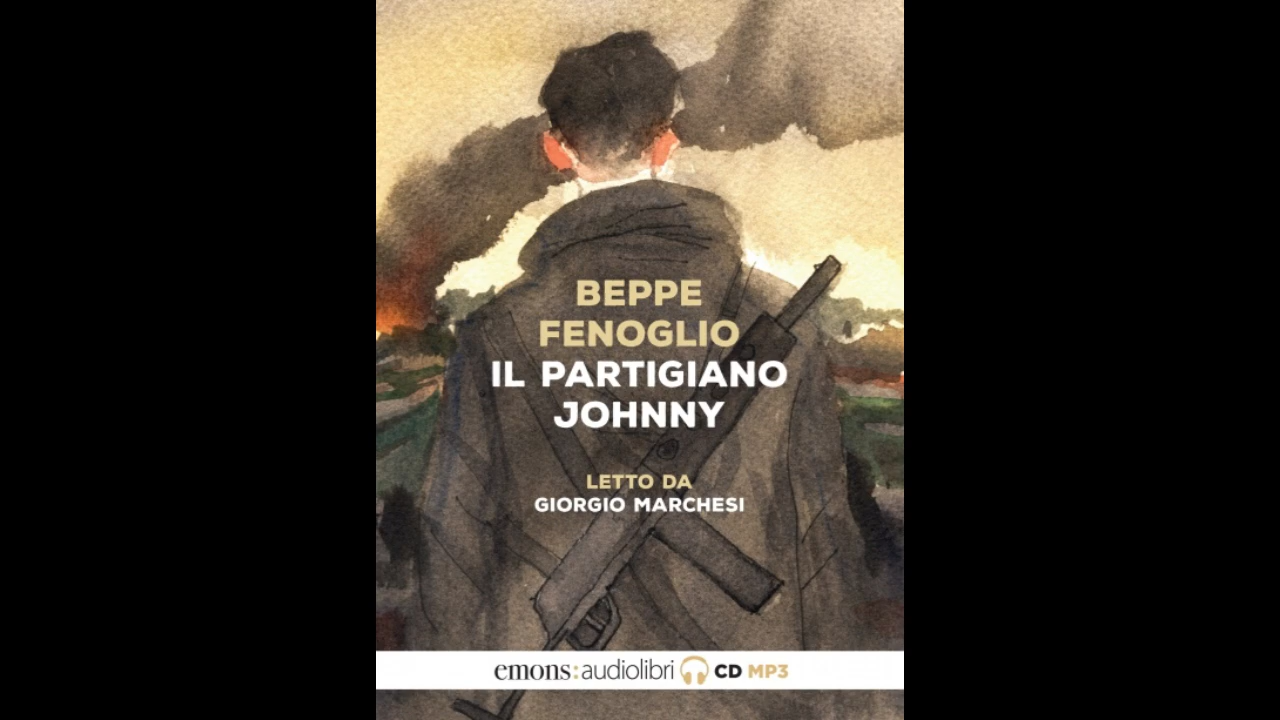 BEPPE
FENOGLIO
IL PARTIGIANO
JOHNNY
LETTO DA
GIORGIO MARCHESI
emons:audiolibri CD MP3